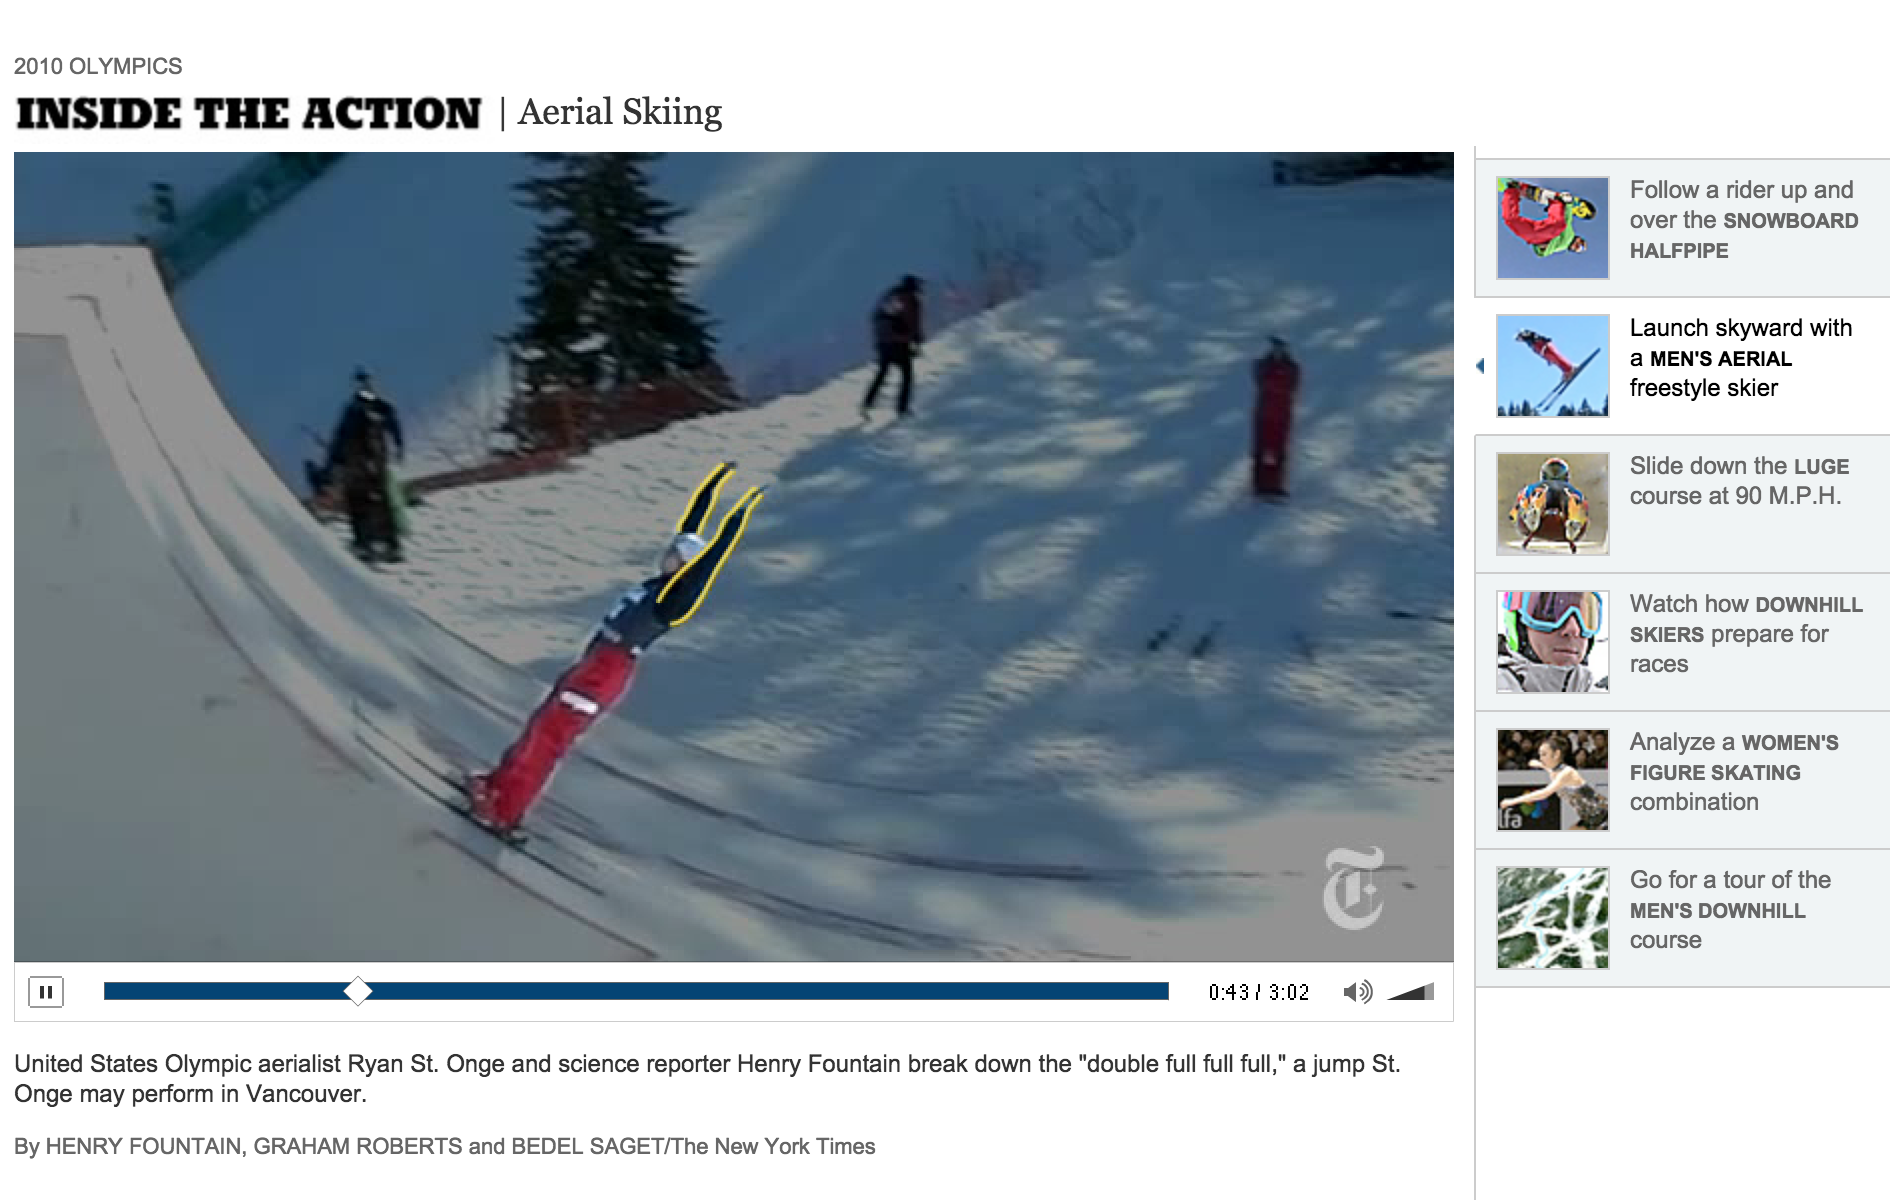 2010 OLYMPICS
INSIDE THE ACTION | Aerial Skiing
Follow a rider up and
over the SNOWBOARD
HALFPIPE
Launch skyward with
a MEN'S AERIAL
freestyle skier
Slide down the LUGE
course at 90 M.P.H.
Watch how DOWNHILL
SKIERS prepare for
races
Analyze a WOMEN'S
FIGURE SKATING
combination
lfa
Go for a tour of the
MEN'S DOWNHILL
course
T
0:43 / 3:02
United States Olympic aerialist Ryan St. Onge and science reporter Henry Fountain break down the "double full full full," a jump St.
Onge may perform in Vancouver.
By HENRY FOUNTAIN, GRAHAM ROBERTS and BEDEL SAGET/The New York Times